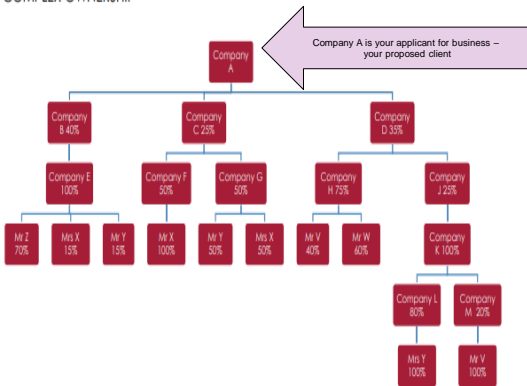 Company A is your applicant for business –
your proposed client
Company
A
Company
B 40%
Company
C 25%
Company
D 35%
Company E
100%
Company F
50%
Company G
50%
Company
H 75%
Company
J 25%
Mr Z
70%
Mrs X
15%
Mr Y
15%
Mr X
100%
Mr Y
50%
Mrs X
50%
Mr V
40%
Mr W
60%
Company
K 100%
Company L
80%
Company
M 20%
Mrs Y
100%
Mr V
100%